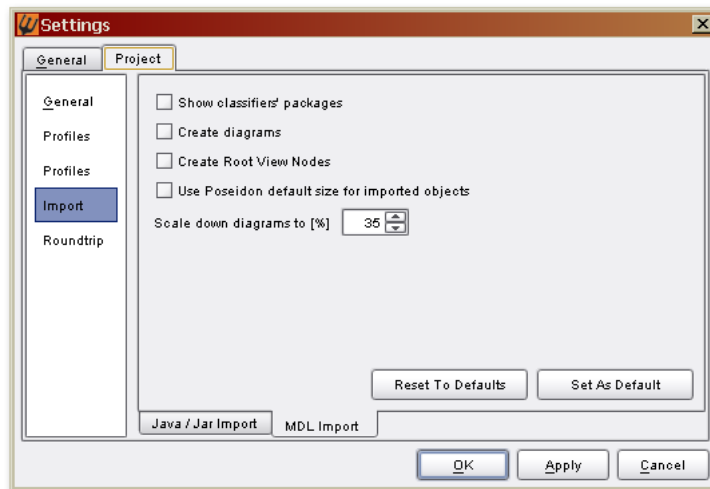 Settings
General Project
General
Profiles
Profiles
Import
Roundtrip
Show classifiers' packages
Create diagrams
Create Root View Nodes
Use Poseidon default size for imported objects
Scale down diagrams to [%] 35
Reset To Defaults Set As Default
Java / Jar Import MDL Import
OK Apply Cancel